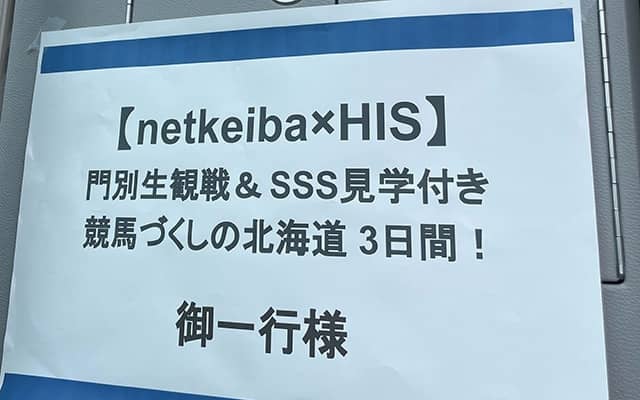 【netkeiba×HIS】
門別生観戦＆SSS見学付き
競馬づくしの北海道 3日間！
御一行様